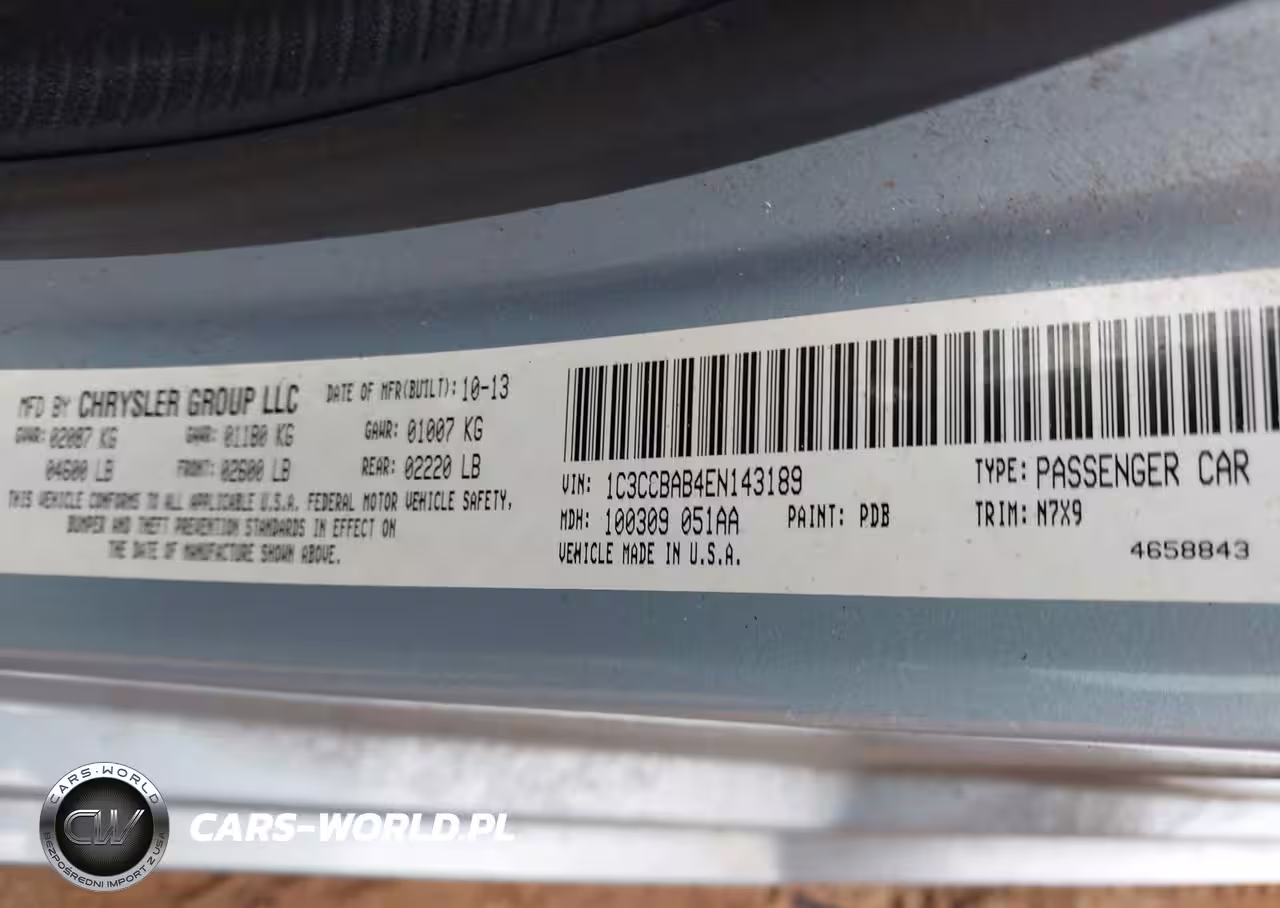 MFD BY CHRYSLER GROUP LLC DATE OF MFR(BUILT): 10-13
GVWR: 02087 KG GAWR: 01180 KG GAWR: 01007 KG
04600 LB FRONT: 02600 LB REAR: 02220 LB
THIS VEHICLE CONFORMS TO ALL APPLICABLE U.S.A. FEDERAL MOTOR VEHICLE SAFETY,
BUMPER AND THEFT PREVENTION STANDARDS IN EFFECT ON
THE DATE OF MANUFACTURE SHOWN ABOVE.
VIN: 1C3CCBAB4EN143189 TYPE: PASSENGER CAR
MDH: 100309 051AA PAINT: PDB TRIM: N7X9
VEHICLE MADE IN U.S.A.
4658843
CARS-WORLD
CW
BEZPOŚREDNI IMPORT Z USA
CARS-WORLD.PL